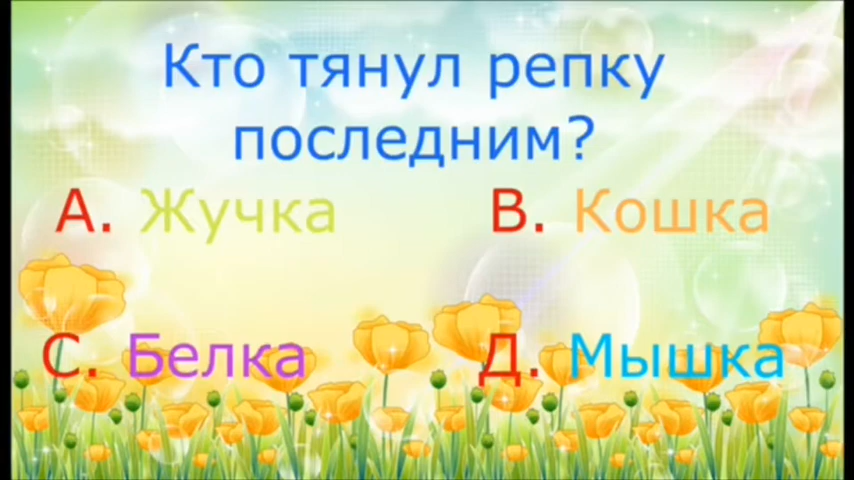 Кто тянул репку
последним?
А. Жучка В. Кошка
С. Белка Д. Мышка